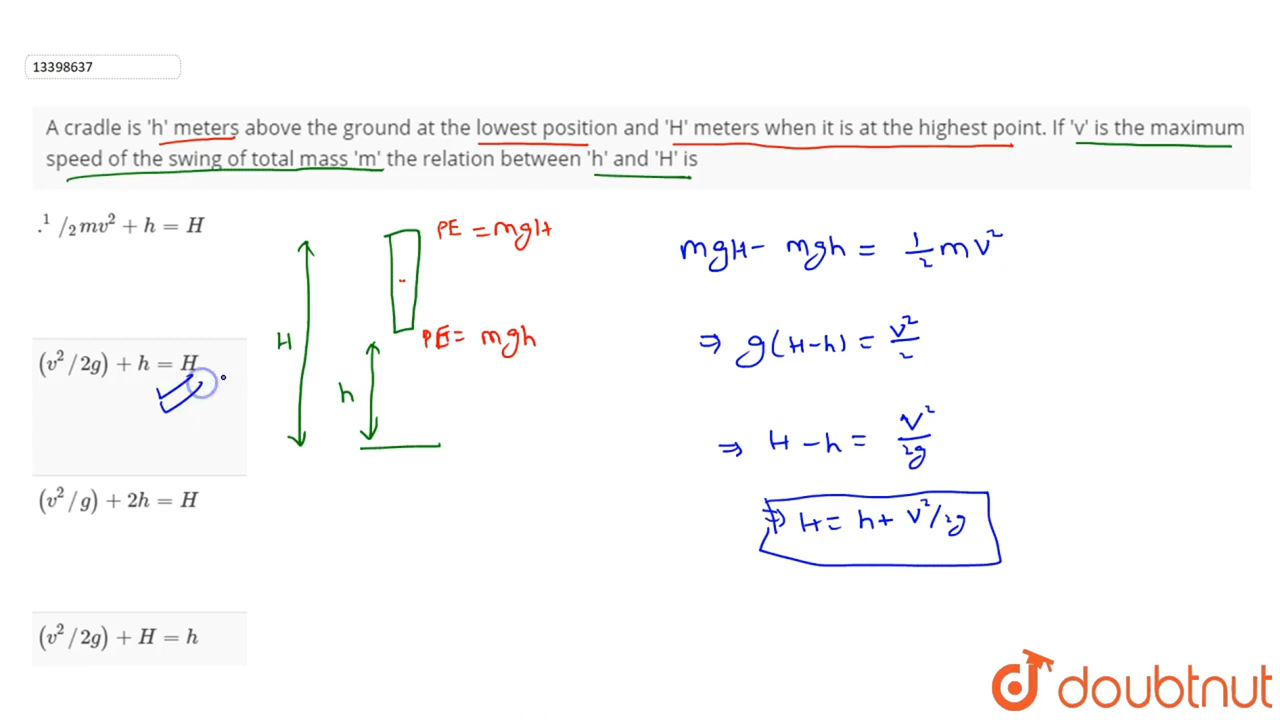 13398637
A cradle is 'h' meters above the ground at the lowest position and 'H' meters when it is at the highest point. If 'v' is the maximum
speed of the swing of total mass 'm' the relation between 'h' and 'H' is
.¹/₂mv² + h = H
(v²/2g) + h = H
(v²/g) + 2h = H
(v²/2g) + H = h
PE = mgH
PE = mgh
H
h
mgH - mgh = 1/2 mv²
⇒ g(H-h) = v²/2
⇒ H - h = v²/2g
⇒ H = h + v²/2g
doubtnut